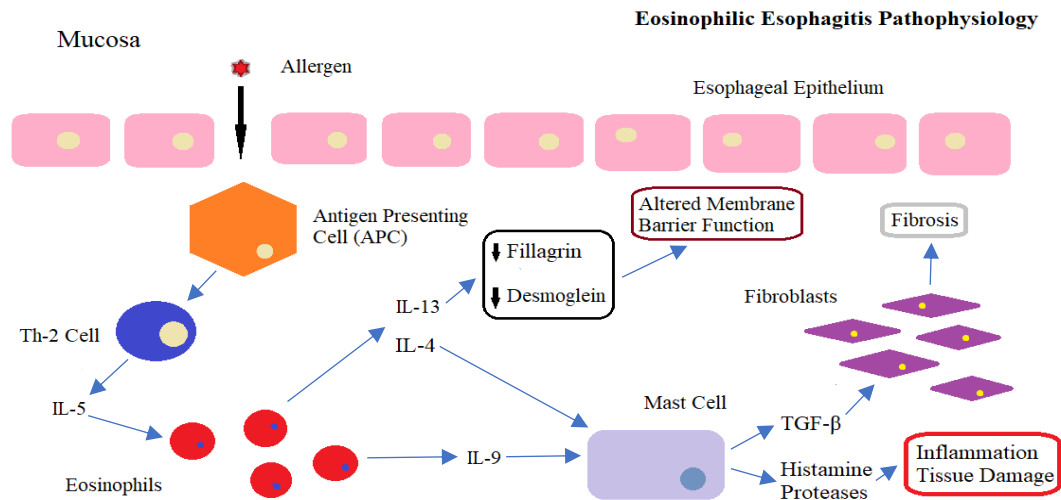 Eosinophilic Esophagitis Pathophysiology
Mucosa
Allergen
Esophageal Epithelium
Antigen Presenting
Cell (APC)
Altered Membrane
Barrier Function
Fibrosis
Fillagrin
Desmoglein
IL-13
IL-4
Fibroblasts
Th-2 Cell
IL-5
Mast Cell
TGF-β
Eosinophils
IL-9
Histamine
Proteases
Inflammation
Tissue Damage